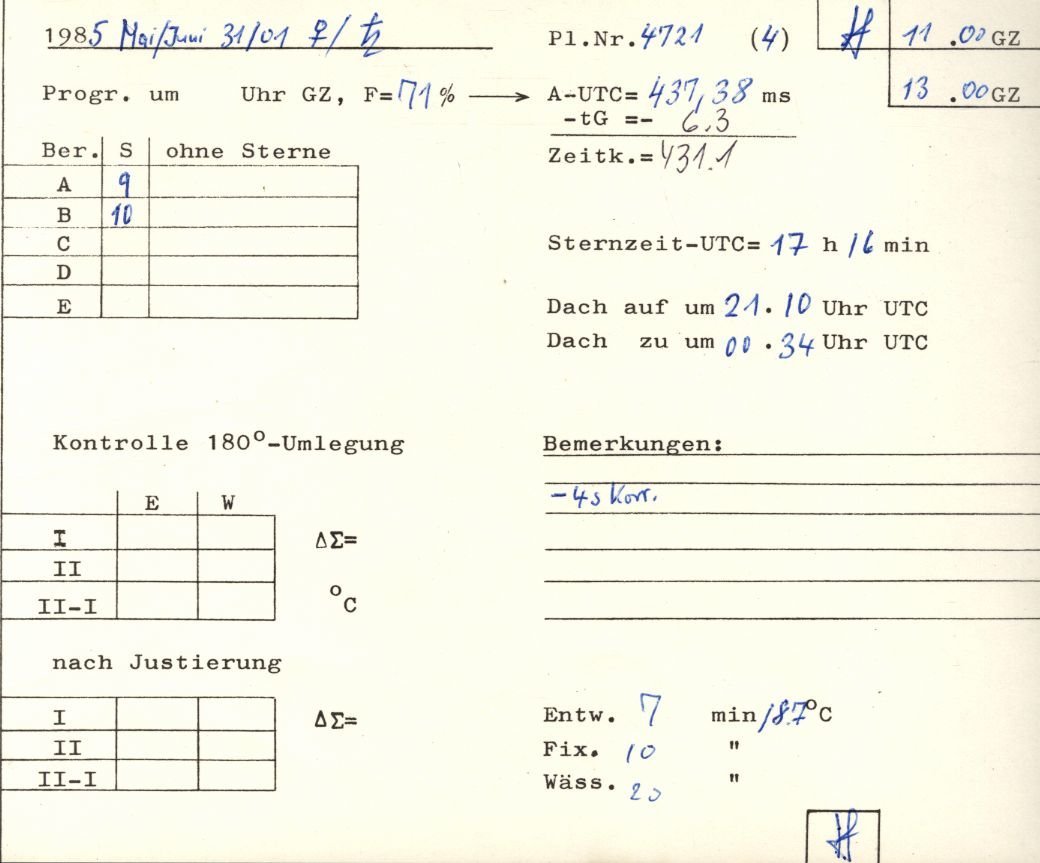 1985 Mai/Juni 31/01 ♀/♄ Pl.Nr. 4721 (4) 11.00 GZ
Progr. um Uhr GZ, F=71% → A-UTC= 437,38 ms 13.00 GZ
-tG =- 6.3
Ber. S ohne Sterne Zeitk.= 431.1
A 9
B 10
C Sternzeit-UTC= 17 h 16 min
D
E Dach auf um 21.10 Uhr UTC
Dach zu um 00.34 Uhr UTC
Kontrolle 180°-Umlegung Bemerkungen:
E W -4s Korr.
I ΔΣ=
II
II-I °C
nach Justierung
I ΔΣ= Entw. 7 min/18.7°C
II Fix. 10 "
II-I Wäss. 20 "